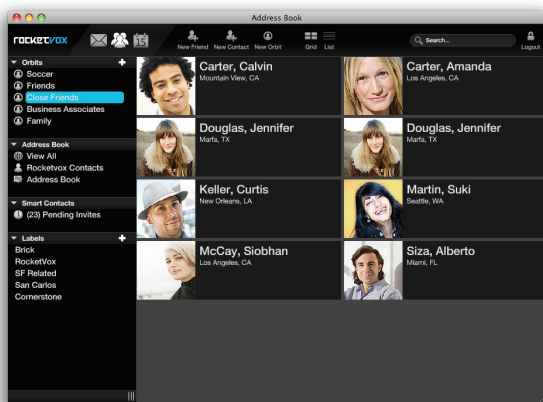 Address Book
rocketvox
15
New Friend New Contact New Orbit Grid List
Search...
Logout
Orbits
Soccer
Friends
Close Friends
Business Associates
Family
Address Book
View All
Rocketvox Contacts
Address Book
Smart Contacts
(23) Pending Invites
Labels
Brick
RocketVox
SF Related
San Carlos
Cornerstone
Carter, Calvin
Mountain View, CA
Carter, Amanda
Los Angeles, CA
Douglas, Jennifer
Marfa, TX
Douglas, Jennifer
Marfa, TX
Keller, Curtis
New Orleans, LA
Martin, Suki
Seattle, WA
McCay, Siobhan
Los Angeles, CA
Siza, Alberto
Miami, FL